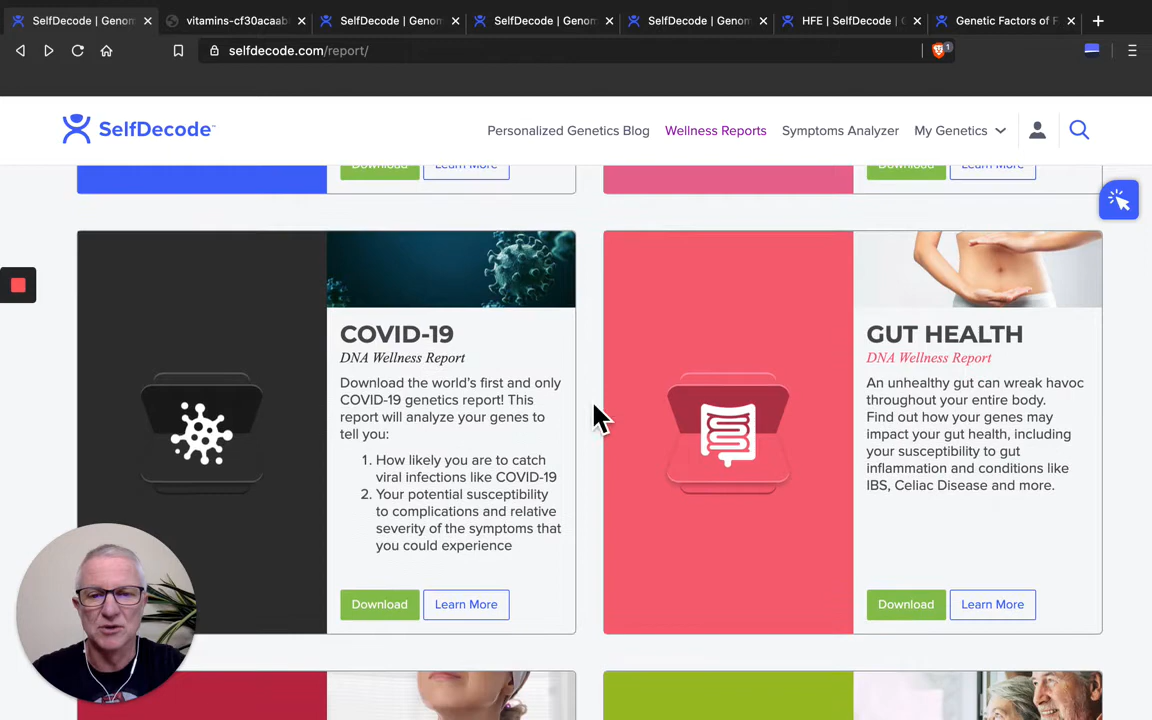 SelfDecode | Genom
vitamins-cf30acaab
SelfDecode | Genom
SelfDecode | Genom
SelfDecode | Genom
HFE | SelfDecode | G
Genetic Factors of F
selfdecode.com/report/
1
SelfDecode™
Personalized Genetics Blog
Wellness Reports
Symptoms Analyzer
My Genetics
Download
Learn More
Download
Learn More
COVID-19
DNA Wellness Report
Download the world's first and only
COVID-19 genetics report! This
report will analyze your genes to
tell you:
1. How likely you are to catch
viral infections like COVID-19
2. Your potential susceptibility
to complications and relative
severity of the symptoms that
you could experience
Download
Learn More
GUT HEALTH
DNA Wellness Report
An unhealthy gut can wreak havoc
throughout your entire body.
Find out how your genes may
impact your gut health, including
your susceptibility to gut
inflammation and conditions like
IBS, Celiac Disease and more.
Download
Learn More